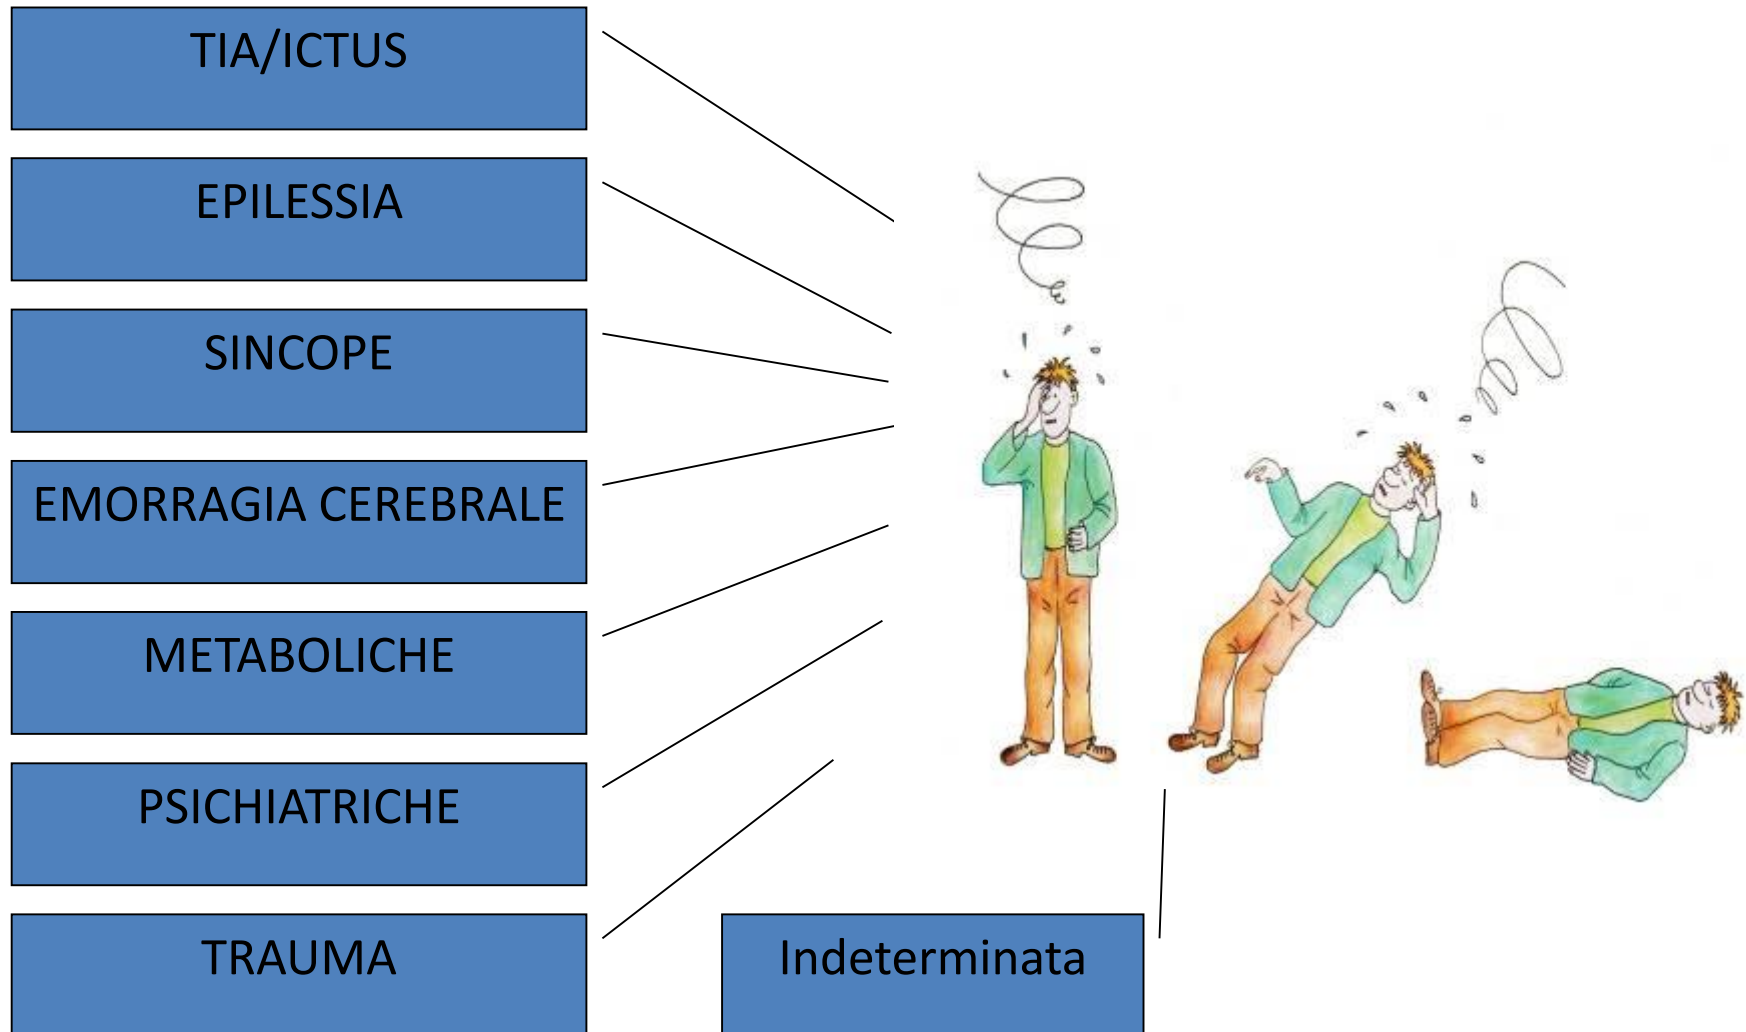 TIA/ICTUS
EPILESSIA
SINCOPE
EMORRAGIA CEREBRALE
METABOLICHE
PSICHIATRICHE
TRAUMA
Indeterminata